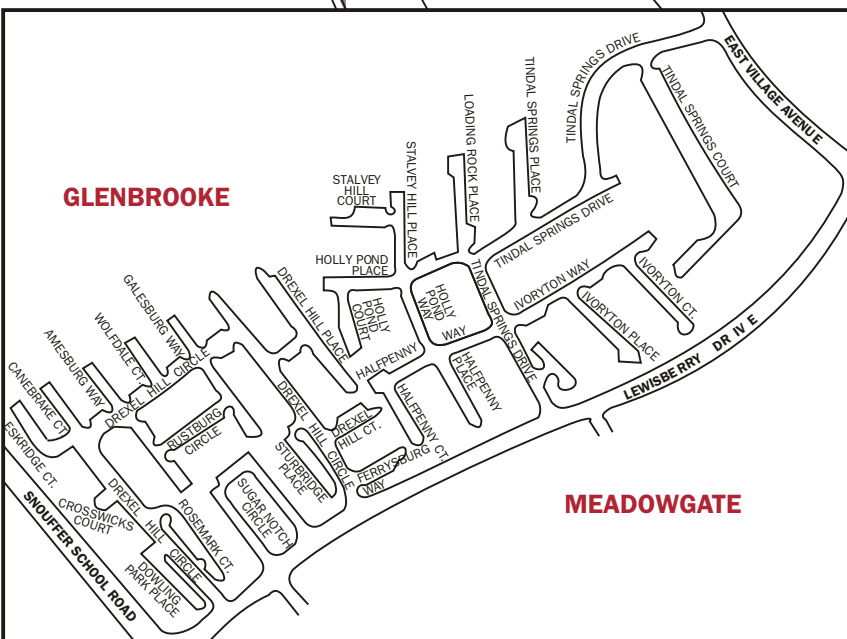 EAST VILLAGE AVENUE
TINDAL SPRINGS DRIVE
TINDAL SPRINGS COURT
TINDAL SPRINGS PLACE
LOADING ROCK PLACE
STALVEY HILL PLACE
STALVEY
HILL
COURT
GLENBROOKE
TINDAL SPRINGS DRIVE
HOLLY POND
PLACE
DREXEL HILL PLACE
HOLLY
POND
COURT
HOLLY
POND
WAY
TINDAL SPRINGS DRIVE
IVORYTON WAY
IVORYTON CT.
IVORYTON PLACE
GALESBURG WAY
WOLFDALE CT.
AMESBURG WAY
CANEBRAKE CT.
ESKRIDGE CT.
DREXEL HILL CIRCLE
HALFPENNY WAY
HALFPENNY
PLACE
HALFPENNY CT.
LEWISBERRY DRIVE
RUSTBURG
CIRCLE
DREXEL HILL CIRCLE
DREXEL
HILL CT.
STURBRIDGE
PLACE
FERRYSBURG
WAY
SUGAR NOTCH
CIRCLE
ROSEMARK CT.
DREXEL HILL CIRCLE
CROSSWICKS
COURT
DOWLING
PARK PLACE
SNOUFFER SCHOOL ROAD
MEADOWGATE